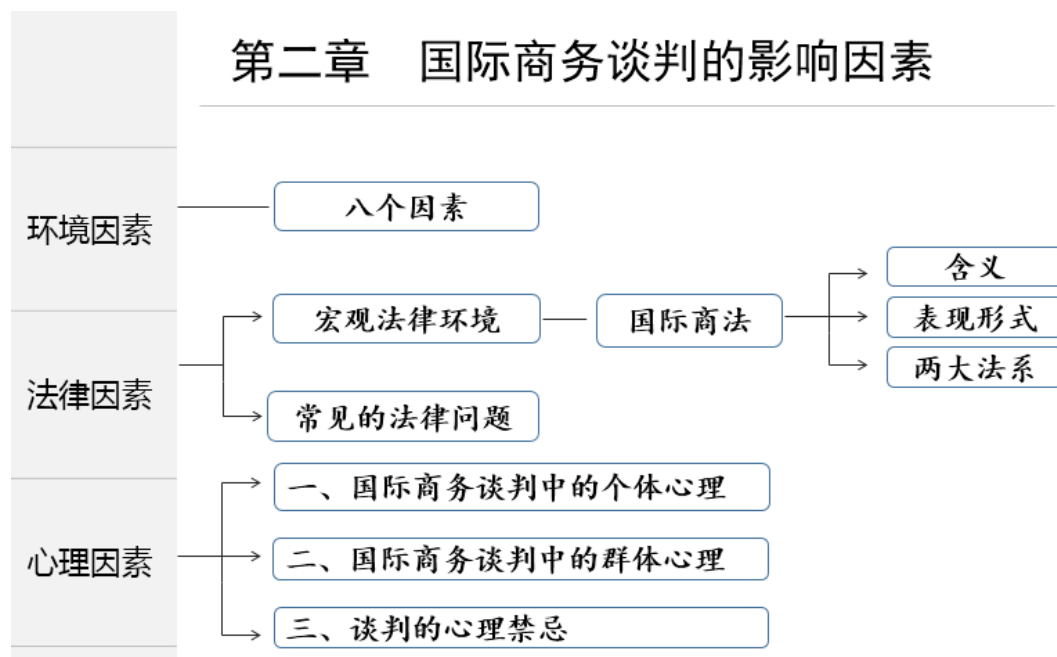 第二章 国际商务谈判的影响因素
环境因素
八个因素
法律因素
宏观法律环境
国际商法
含义
表现形式
两大法系
常见的法律问题
心理因素
一、国际商务谈判中的个体心理
二、国际商务谈判中的群体心理
三、谈判的心理禁忌